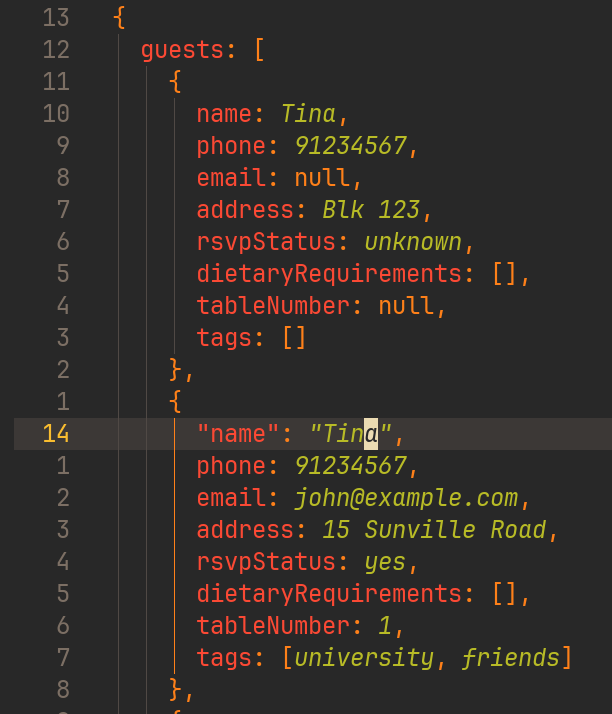 13 {
12 guests: [
11 {
10 name: Tina,
9 phone: 91234567,
8 email: null,
7 address: Blk 123,
6 rsvpStatus: unknown,
5 dietaryRequirements: [],
4 tableNumber: null,
3 tags: []
2 },
1 {
14 "name": "Tina",
1 phone: 91234567,
2 email: john@example.com,
3 address: 15 Sunville Road,
4 rsvpStatus: yes,
5 dietaryRequirements: [],
6 tableNumber: 1,
7 tags: [university, friends]
8 },